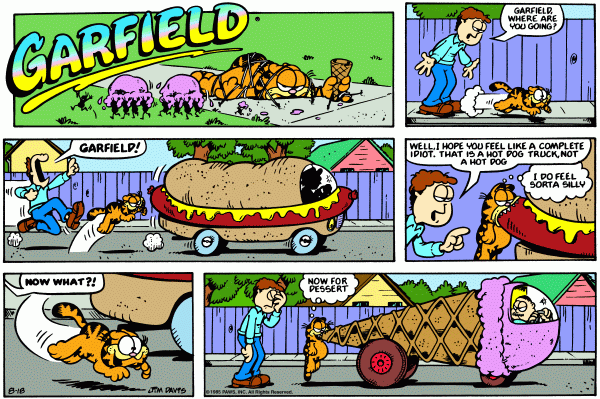 GARFIELD
®
GARFIELD,
WHERE ARE
YOU GOING?
GARFIELD!
WELL, I HOPE YOU FEEL LIKE A COMPLETE
IDIOT. THAT IS A HOT DOG TRUCK, NOT
A HOT DOG
I DO FEEL
SORTA SILLY
NOW WHAT?!
8-18
JIM DAVIS
NOW FOR
DESSERT
©1985 PAWS, INC. All Rights Reserved.